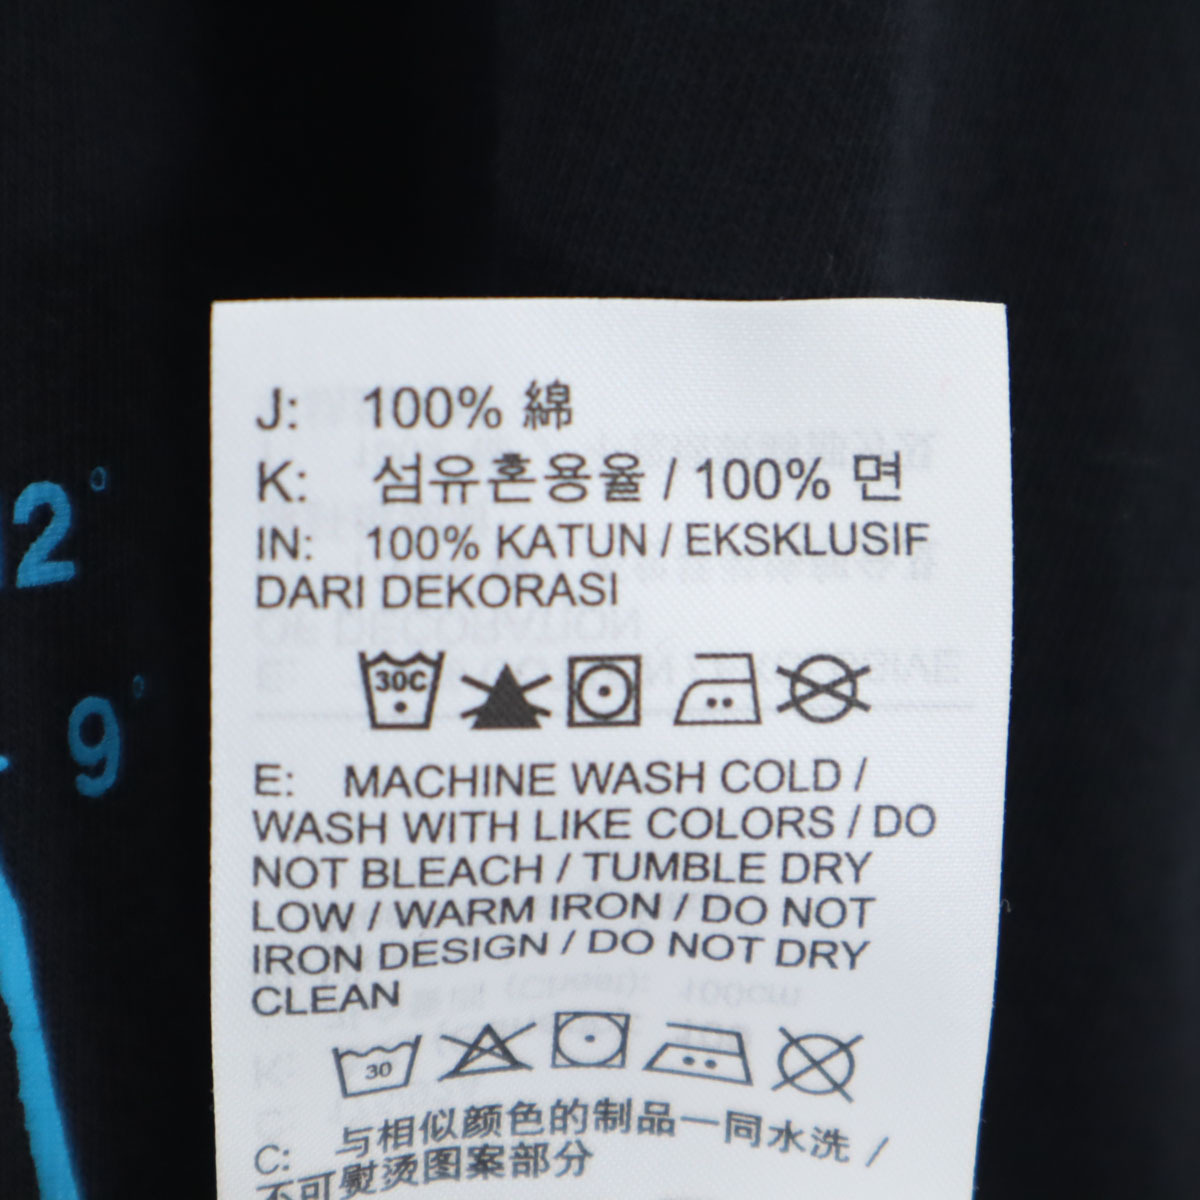 J: 100% 綿
K: 섬유혼용율 / 100% 면
IN: 100% KATUN / EKSKLUSIF
DARI DEKORASI
30C
E: MACHINE WASH COLD /
WASH WITH LIKE COLORS / DO
NOT BLEACH / TUMBLE DRY
LOW / WARM IRON / DO NOT
IRON DESIGN / DO NOT DRY
CLEAN
30
C: 与相似颜色的制品一同水洗 /
不可熨烫图案部分
12°
9°